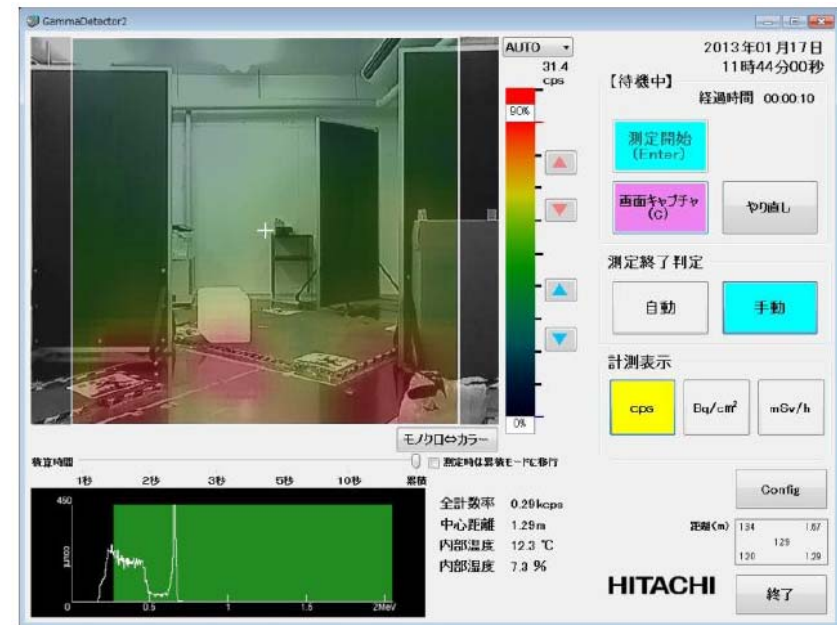 GammaDetector2
AUTO
31.4
cps
90%
0%
2013年01月17日
11時44分00秒
【待機中】
経過時間 00:00:10
測定開始
(Enter)
画面キャプチャ
(C)
やり直し
測定終了判定
自動
手動
計測表示
cps
Bq/cm²
mSv/h
モノクロ⇔カラー
積算時間
測定時は累積モードに移行
1秒 2秒 3秒 5秒 10秒 累積
450
count
0 0.5 1 1.5 2MeV
全計数率 0.29kcps
中心距離 1.29m
内部温度 12.3 ℃
内部湿度 7.3 %
Config
距離(m)
1.34 1.67
1.29
1.20 1.29
HITACHI
終了